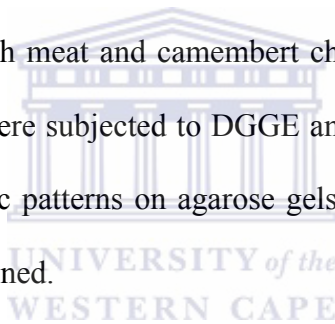 h meat and camembert ch
ere subjected to DGGE an
c patterns on agarose gels
ned.
UNIVERSITY of the
WESTERN CAPE